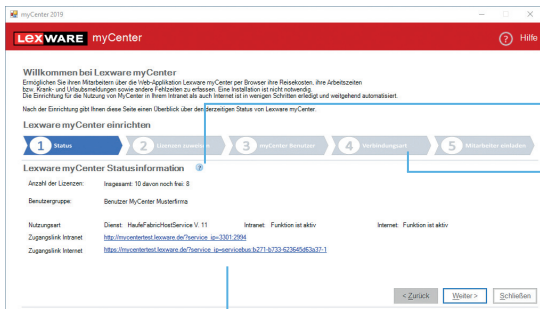 myCenter 2019
LEXWARE myCenter
? Hilfe
Willkommen bei Lexware myCenter
Ermöglichen Sie Ihren Mitarbeitern über die Web-Applikation Lexware myCenter per Browser ihre Reisekosten, ihre Arbeitszeiten
bzw. Krank- und Urlaubsmeldungen sowie andere Fehlzeiten zu erfassen. Eine Installation ist nicht notwendig.
Die Einrichtung für die Nutzung von MyCenter in Ihrem Intranet als auch Internet ist in wenigen Schritten erledigt und weitgehend automatisiert.
Nach der Einrichtung gibt Ihnen diese Seite einen Überblick über den derzeitigen Status von Lexware myCenter.
Lexware myCenter einrichten
1 Status
2 Lizenzen zuweisen
3 myCenter Benutzer
4 Verbindungsart
5 Mitarbeiter einladen
Lexware myCenter Statusinformation ?
Anzahl der Lizenzen: Insgesamt: 10 davon noch frei: 8
Benutzergruppe: Benutzer MyCenter Musterfirma
Nutzungsart Dienst: HaufeFabricHostService V. 11 Intranet: Funktion ist aktiv Internet: Funktion ist aktiv
Zugangslink Intranet http://mycentertest.lexware.de/?service_ip=3301:2994
Zugangslink Internet https://mycentertest.lexware.de/?service_ip=servicebus:b271-b733-623645d63a37-1
< Zurück Weiter > Schließen